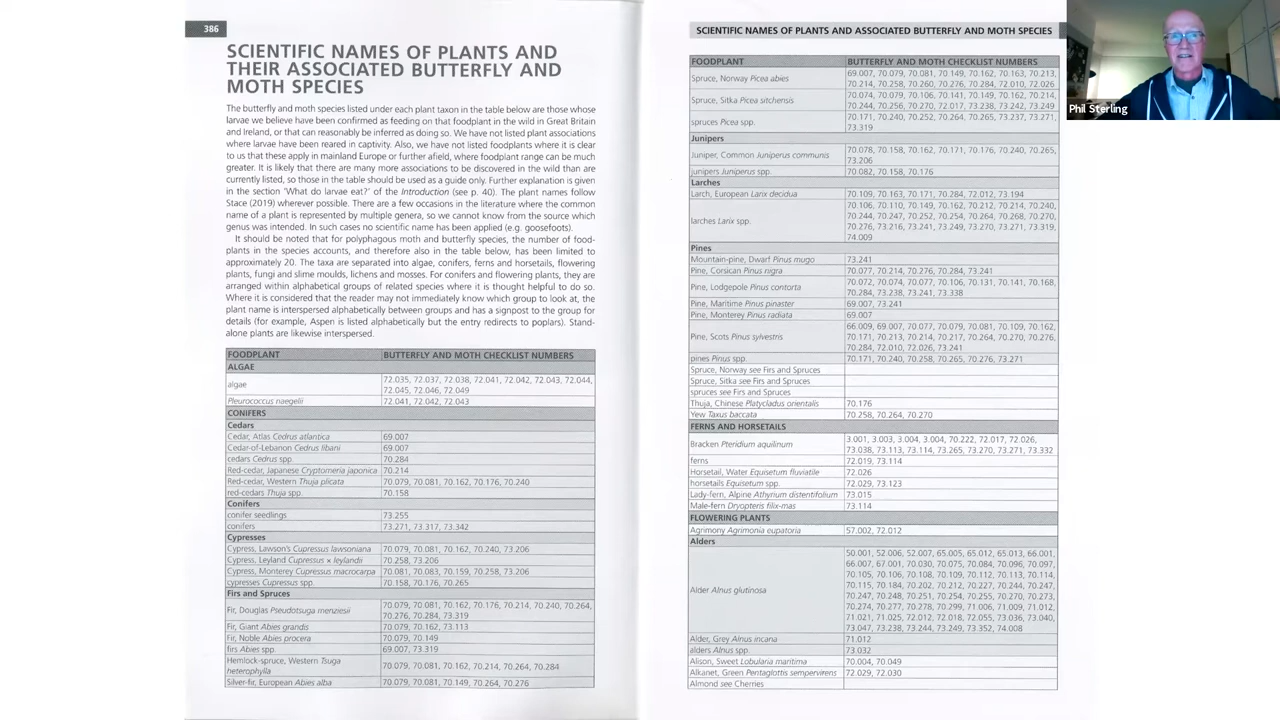 386
SCIENTIFIC NAMES OF PLANTS AND
THEIR ASSOCIATED BUTTERFLY AND
MOTH SPECIES
The butterfly and moth species listed under each plant taxon in the table below are those whose
larvae we believe have been confirmed as feeding on that foodplant in the wild in Great Britain
and Ireland, or that can reasonably be inferred as doing so. We have not listed plant associations
where larvae have been reared in captivity. Also, we have not listed foodplants where it is clear
to us that these apply in mainland Europe or further afield, where foodplant range can be much
greater. It is likely that there are many more associations to be discovered in the wild than are
currently listed, so those in the table should be used as a guide only. Further explanation is given
in the section 'What do larvae eat?' of the Introduction (see p. 40). The plant names follow
Stace (2019) wherever possible. There are a few occasions in the literature where the common
name of a plant is represented by multiple genera, so we cannot know from the source which
genus was intended. In such cases no scientific name has been applied (e.g. goosefoots).
It should be noted that for polyphagous moth and butterfly species, the number of food-
plants in the species accounts, and therefore also in the table below, has been limited to
approximately 20. The taxa are separated into algae, conifers, ferns and horsetails, flowering
plants, fungi and slime moulds, lichens and mosses. For conifers and flowering plants, they are
arranged within alphabetical groups of related species where it is thought helpful to do so.
Where it is considered that the reader may not immediately know which group to look at, the
plant name is interspersed alphabetically between groups and has a signpost to the group for
details (for example, Aspen is listed alphabetically but the entry redirects to poplars). Stand-
alone plants are likewise interspersed.
FOODPLANT BUTTERFLY AND MOTH CHECKLIST NUMBERS
ALGAE
algae 72.035, 72.037, 72.038, 72.041, 72.042, 72.043, 72.044,
72.045, 72.046, 72.049
Pleurococcus naegelii 72.041, 72.042, 72.043
CONIFERS
Cedars
Cedar, Atlas Cedrus atlantica 69.007
Cedar-of-Lebanon Cedrus libani 69.007
cedars Cedrus spp. 70.284
Red-cedar, Japanese Cryptomeria japonica 70.214
Red-cedar, Western Thuja plicata 70.079, 70.081, 70.162, 70.176, 70.240
red-cedars Thuja spp. 70.158
Conifers
conifer seedlings 73.255
conifers 73.271, 73.317, 73.342
Cypresses
Cypress, Lawson's Cupressus lawsoniana 70.079, 70.081, 70.162, 70.240, 73.206
Cypress, Leyland Cupressus × leylandii 70.258, 73.206
Cypress, Monterey Cupressus macrocarpa 70.081, 70.083, 70.159, 70.258, 73.206
cypresses Cupressus spp. 70.158, 70.176, 70.265
Firs and Spruces
Fir, Douglas Pseudotsuga menziesii 70.079, 70.081, 70.162, 70.176, 70.214, 70.240, 70.264,
70.276, 70.284, 73.319
Fir, Giant Abies grandis 70.079, 70.162, 73.113
Fir, Noble Abies procera 70.079, 70.149
firs Abies spp. 69.007, 73.319
Hemlock-spruce, Western Tsuga
heterophylla 70.079, 70.081, 70.162, 70.214, 70.264, 70.284
Silver-fir, European Abies alba 70.079, 70.081, 70.149, 70.264, 70.276
SCIENTIFIC NAMES OF PLANTS AND ASSOCIATED BUTTERFLY AND MOTH SPECIES
FOODPLANT BUTTERFLY AND MOTH CHECKLIST NUMBERS
Spruce, Norway Picea abies 69.007, 70.079, 70.081, 70.149, 70.162, 70.163, 70.213,
70.214, 70.258, 70.260, 70.276, 70.284, 72.010, 72.026
Spruce, Sitka Picea sitchensis 70.074, 70.079, 70.106, 70.141, 70.149, 70.162, 70.214,
70.244, 70.256, 70.270, 72.017, 73.238, 73.242, 73.249
spruces Picea spp. 70.171, 70.240, 70.252, 70.264, 70.265, 73.237, 73.271,
73.319
Junipers
Juniper, Common Juniperus communis 70.078, 70.158, 70.162, 70.171, 70.176, 70.240, 70.265,
73.206
junipers Juniperus spp. 70.082, 70.158, 70.176
Larches
Larch, European Larix decidua 70.109, 70.163, 70.171, 70.284, 72.012, 73.194
larches Larix spp. 70.106, 70.110, 70.149, 70.162, 70.212, 70.214, 70.240,
70.244, 70.247, 70.252, 70.254, 70.264, 70.268, 70.270,
70.276, 73.216, 73.241, 73.249, 73.270, 73.271, 73.319,
74.009
Pines
Mountain-pine, Dwarf Pinus mugo 73.241
Pine, Corsican Pinus nigra 70.077, 70.214, 70.276, 70.284, 73.241
Pine, Lodgepole Pinus contorta 70.072, 70.074, 70.077, 70.106, 70.131, 70.141, 70.168,
70.284, 73.238, 73.241, 73.338
Pine, Maritime Pinus pinaster 69.007, 73.241
Pine, Monterey Pinus radiata 69.007
Pine, Scots Pinus sylvestris 66.009, 69.007, 70.077, 70.079, 70.081, 70.109, 70.162,
70.171, 70.213, 70.214, 70.217, 70.264, 70.270, 70.276,
70.284, 72.010, 72.026, 73.241
pines Pinus spp. 70.171, 70.240, 70.258, 70.265, 70.276, 73.271
Spruce, Norway see Firs and Spruces
Spruce, Sitka see Firs and Spruces
spruces see Firs and Spruces
Thuja, Chinese Platycladus orientalis 70.176
Yew Taxus baccata 70.258, 70.264, 70.270
FERNS AND HORSETAILS
Bracken Pteridium aquilinum 3.001, 3.003, 3.004, 3.004, 70.222, 72.017, 72.026,
73.038, 73.113, 73.114, 73.265, 73.270, 73.271, 73.332
ferns 72.019, 73.114
Horsetail, Water Equisetum fluviatile 72.026
horsetails Equisetum spp. 72.029, 73.123
Lady-fern, Alpine Athyrium distentifolium 73.015
Male-fern Dryopteris filix-mas 73.114
FLOWERING PLANTS
Agrimony Agrimonia eupatoria 57.002, 72.012
Alders
Alder Alnus glutinosa 50.001, 52.006, 52.007, 65.005, 65.012, 65.013, 66.001,
66.007, 67.001, 70.030, 70.075, 70.084, 70.096, 70.097,
70.105, 70.106, 70.108, 70.109, 70.112, 70.113, 70.114,
70.115, 70.184, 70.202, 70.212, 70.227, 70.244, 70.247,
70.247, 70.248, 70.251, 70.254, 70.255, 70.270, 70.273,
70.274, 70.277, 70.278, 70.299, 71.006, 71.009, 71.012,
71.021, 71.025, 72.012, 72.018, 72.055, 73.036, 73.040,
73.047, 73.238, 73.244, 73.249, 73.352, 74.008
Alder, Grey Alnus incana 71.012
alders Alnus spp. 73.032
Alison, Sweet Lobularia maritima 70.004, 70.049
Alkanet, Green Pentaglottis sempervirens 72.029, 72.030
Almond see Cherries
Phil Sterling